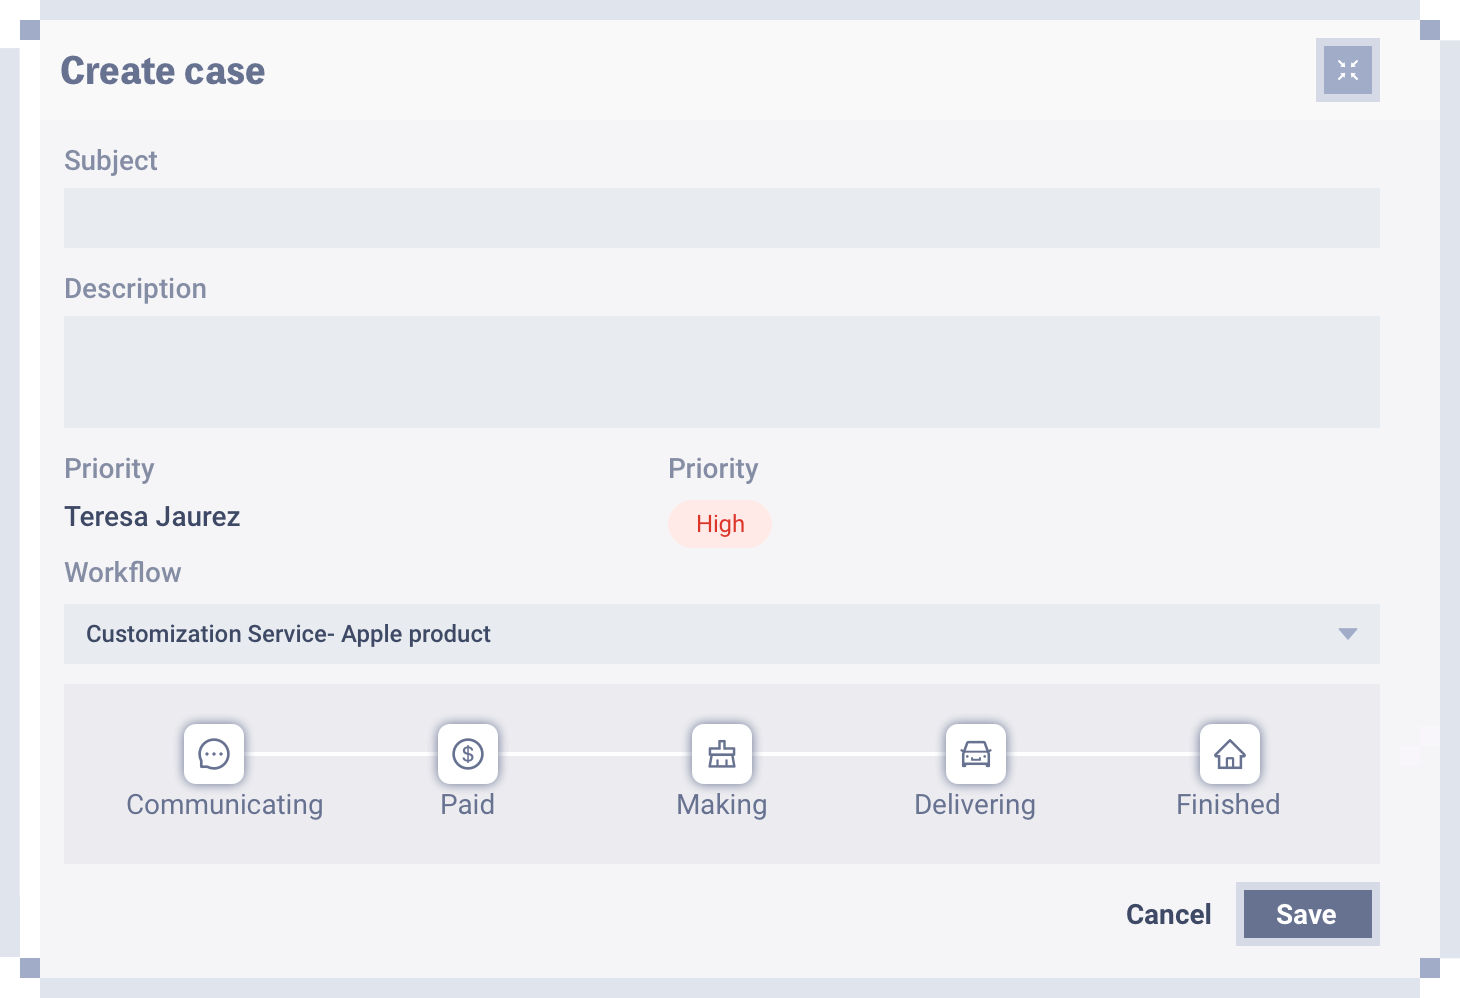 Create case
Subject
Description
Priority
Priority
Teresa Jaurez
High
Workflow
Customization Service- Apple product
$
Communicating
Paid
Making
Delivering
Finished
Cancel
Save